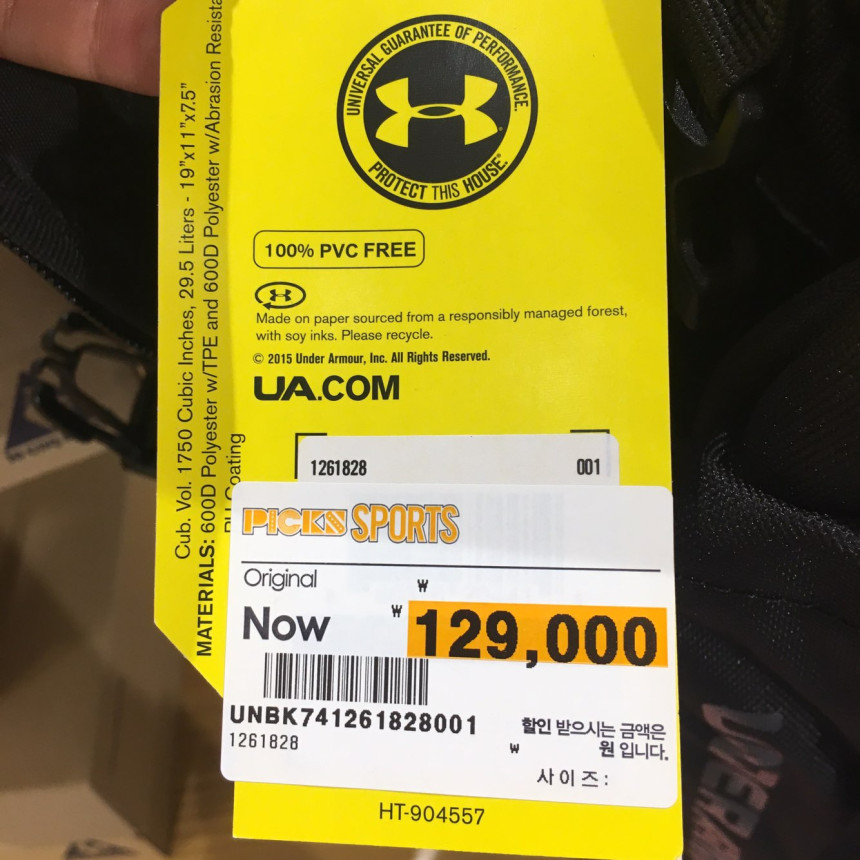 UNIVERSAL GUARANTEE OF PERFORMANCE.
PROTECT THIS HOUSE.®
100% PVC FREE
Made on paper sourced from a responsibly managed forest,
with soy inks. Please recycle.
© 2015 Under Armour, Inc. All Rights Reserved.
UA.COM
Cub. Vol. 1750 Cubic Inches, 29.5 Liters - 19"x11"x7.5"
MATERIALS: 600D Polyester w/TPE and 600D Polyester w/Abrasion
Coating
1261828 001
PICKS SPORTS
Original ₩
Now ₩ 129,000
UNBK741261828001
1261828
할인 받으시는 금액은
₩ 원 입니다.
사이즈:
HT-904557